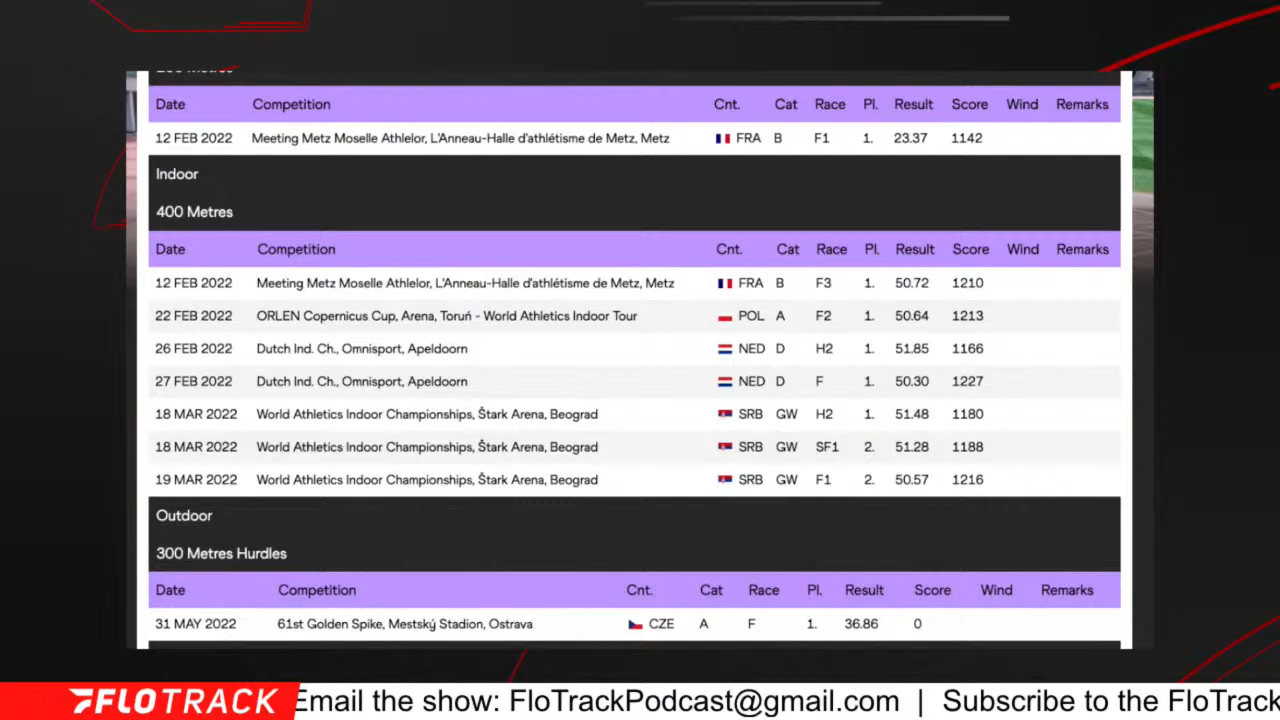 Date Competition Cnt. Cat Race Pl. Result Score Wind Remarks
12 FEB 2022 Meeting Metz Moselle Athlelor, L'Anneau-Halle d'athlétisme de Metz, Metz FRA B F1 1. 23.37 1142
Indoor
400 Metres
Date Competition Cnt. Cat Race Pl. Result Score Wind Remarks
12 FEB 2022 Meeting Metz Moselle Athlelor, L'Anneau-Halle d'athlétisme de Metz, Metz FRA B F3 1. 50.72 1210
22 FEB 2022 ORLEN Copernicus Cup, Arena, Toruń - World Athletics Indoor Tour POL A F2 1. 50.64 1213
26 FEB 2022 Dutch Ind. Ch., Omnisport, Apeldoorn NED D H2 1. 51.85 1166
27 FEB 2022 Dutch Ind. Ch., Omnisport, Apeldoorn NED D F 1. 50.30 1227
18 MAR 2022 World Athletics Indoor Championships, Štark Arena, Beograd SRB GW H2 1. 51.48 1180
18 MAR 2022 World Athletics Indoor Championships, Štark Arena, Beograd SRB GW SF1 2. 51.28 1188
19 MAR 2022 World Athletics Indoor Championships, Štark Arena, Beograd SRB GW F1 2. 50.57 1216
Outdoor
300 Metres Hurdles
Date Competition Cnt. Cat Race Pl. Result Score Wind Remarks
31 MAY 2022 61st Golden Spike, Mestský Stadion, Ostrava CZE A F 1. 36.86 0
FLOTRACK Email the show: FloTrackPodcast@gmail.com | Subscribe to the FloTrack